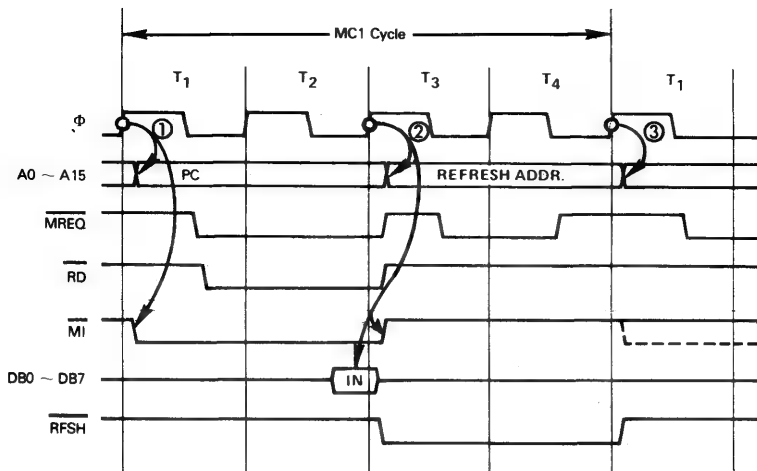 MC1 Cycle
T1 T2 T3 T4 T1
Φ ① ② ③
A0 ~ A15 PC REFRESH ADDR.
MREQ
RD
MI
DB0 ~ DB7 IN
RFSH